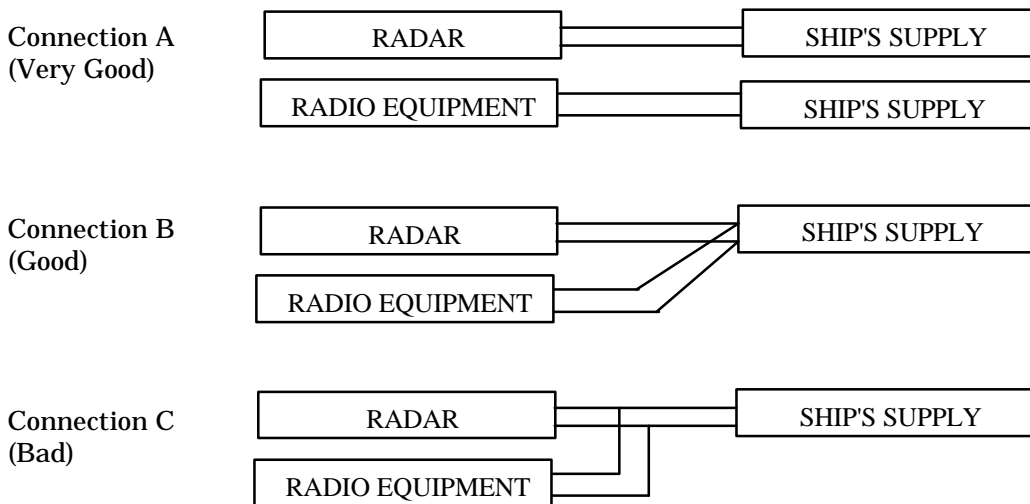 Connection A
(Very Good)
RADAR
SHIP'S SUPPLY
RADIO EQUIPMENT
SHIP'S SUPPLY
Connection B
(Good)
RADAR
SHIP'S SUPPLY
RADIO EQUIPMENT
Connection C
(Bad)
RADAR
SHIP'S SUPPLY
RADIO EQUIPMENT